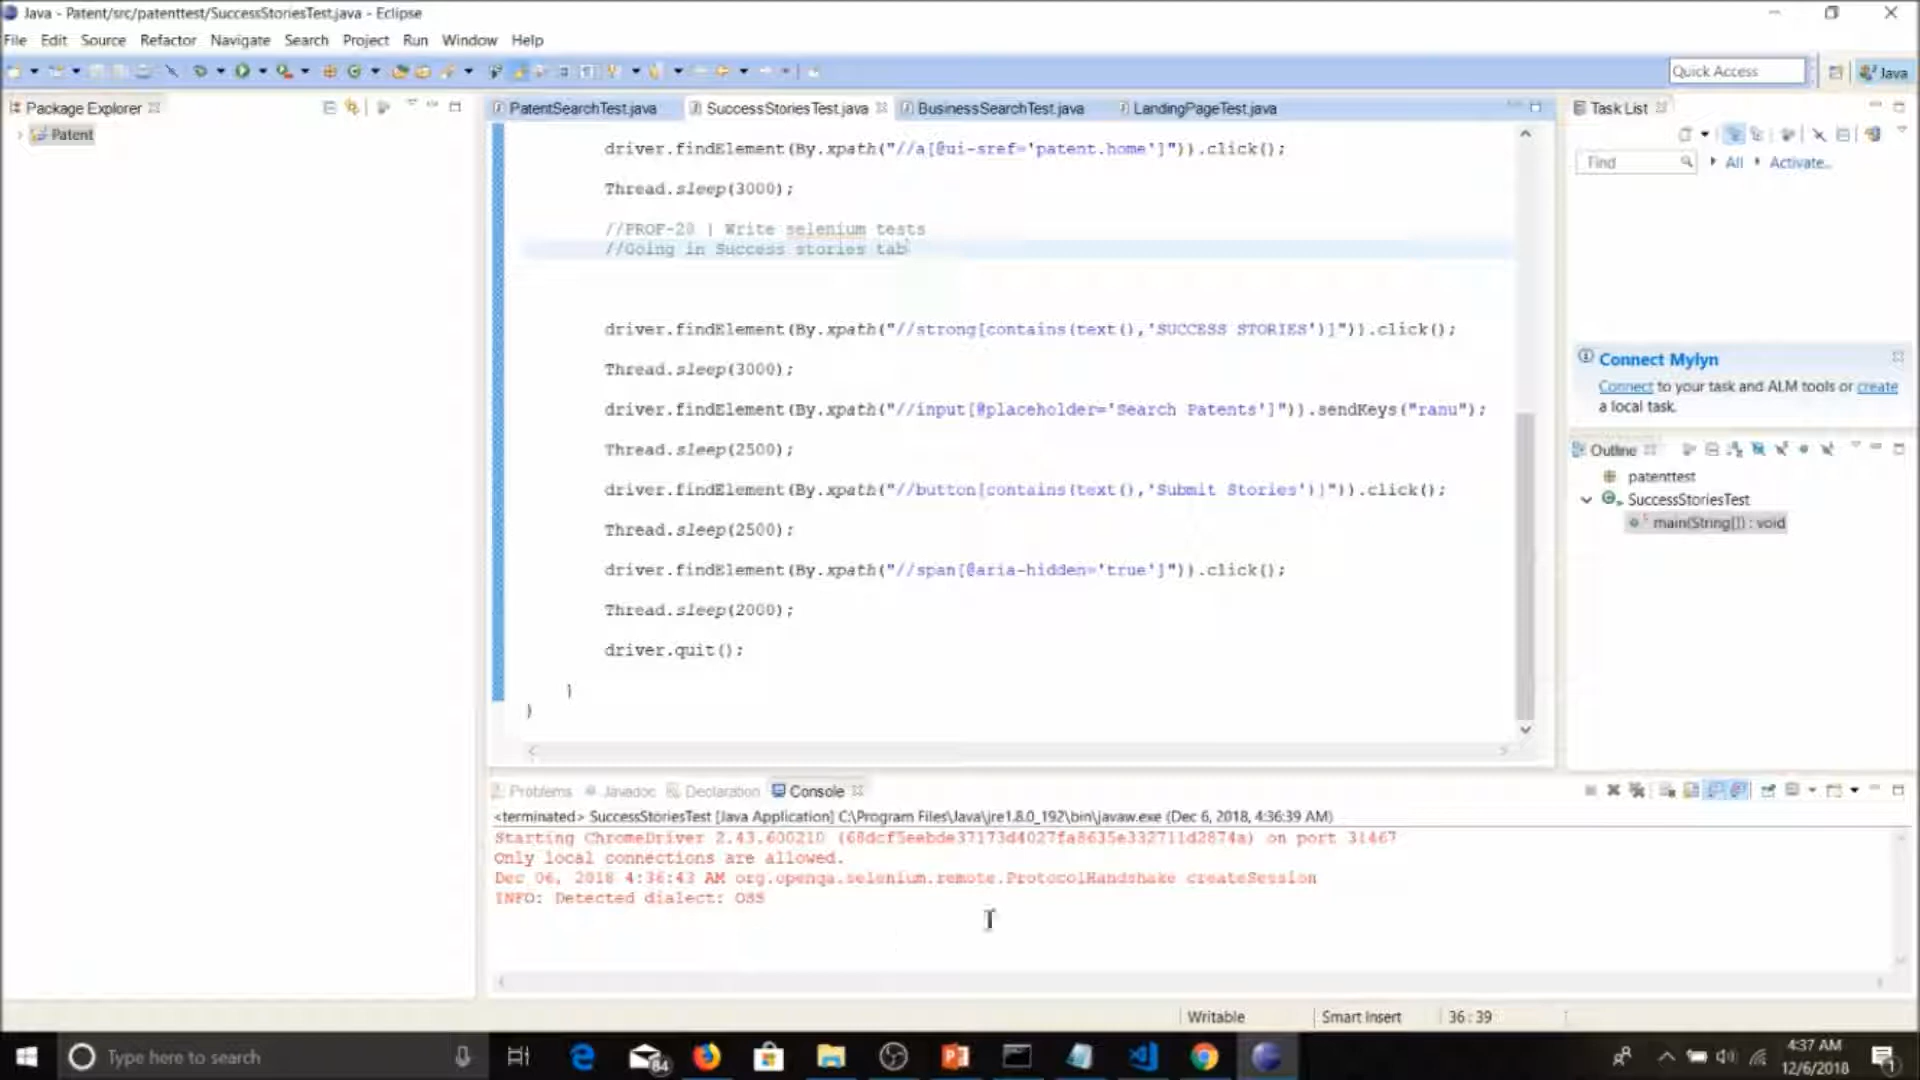 Java - Patent/src/patenttest/SuccessStoriesTest.java - Eclipse
File Edit Source Refactor Navigate Search Project Run Window Help
Quick Access
Java
Package Explorer
Patent
PatentSearchTest.java
SuccessStoriesTest.java
BusinessSearchTest.java
LandingPageTest.java
driver.findElement(By.xpath("//a[@ui-sref='patent.home']")).click();
Thread.sleep(3000);
//PROF-28 | Write selenium tests
//Going in Success stories tab
driver.findElement(By.xpath("//strong[contains(text(),'SUCCESS STORIES')]")).click();
Thread.sleep(3000);
driver.findElement(By.xpath("//input[@placeholder='Search Patents']")).sendKeys("ranu");
Thread.sleep(2500);
driver.findElement(By.xpath("//button[contains(text(),'Submit Stories')]")).click();
Thread.sleep(2500);
driver.findElement(By.xpath("//span[@aria-hidden='true']")).click();
Thread.sleep(2000);
driver.quit();
}
}
Task List
Find
All
Activate...
Connect Mylyn
Connect to your task and ALM tools or create
a local task.
Outline
patenttest
SuccessStoriesTest
main(String[]) : void
Problems Javadoc Declaration Console
<terminated> SuccessStoriesTest [Java Application] C:\Program Files\Java\jre1.8.0_192\bin\javaw.exe (Dec 6, 2018, 4:36:39 AM)
Starting ChromeDriver 2.43.600210 (68dcf5eebde37173d4027fa8635e332711d2874a) on port 31467
Only local connections are allowed.
Dec 06, 2018 4:36:43 AM org.openqa.selenium.remote.ProtocolHandshake createSession
INFO: Detected dialect: OSS
Writable
Smart Insert
36 : 39
Type here to search
84
4:37 AM
12/6/2018
1